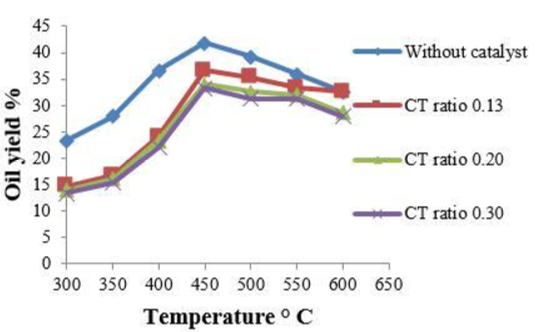 45
40
35
30
25
20
15
10
5
0
Oil yield %
300 350 400 450 500 550 600 650
Temperature ° C
Without catalyst
CT ratio 0.13
CT ratio 0.20
CT ratio 0.30